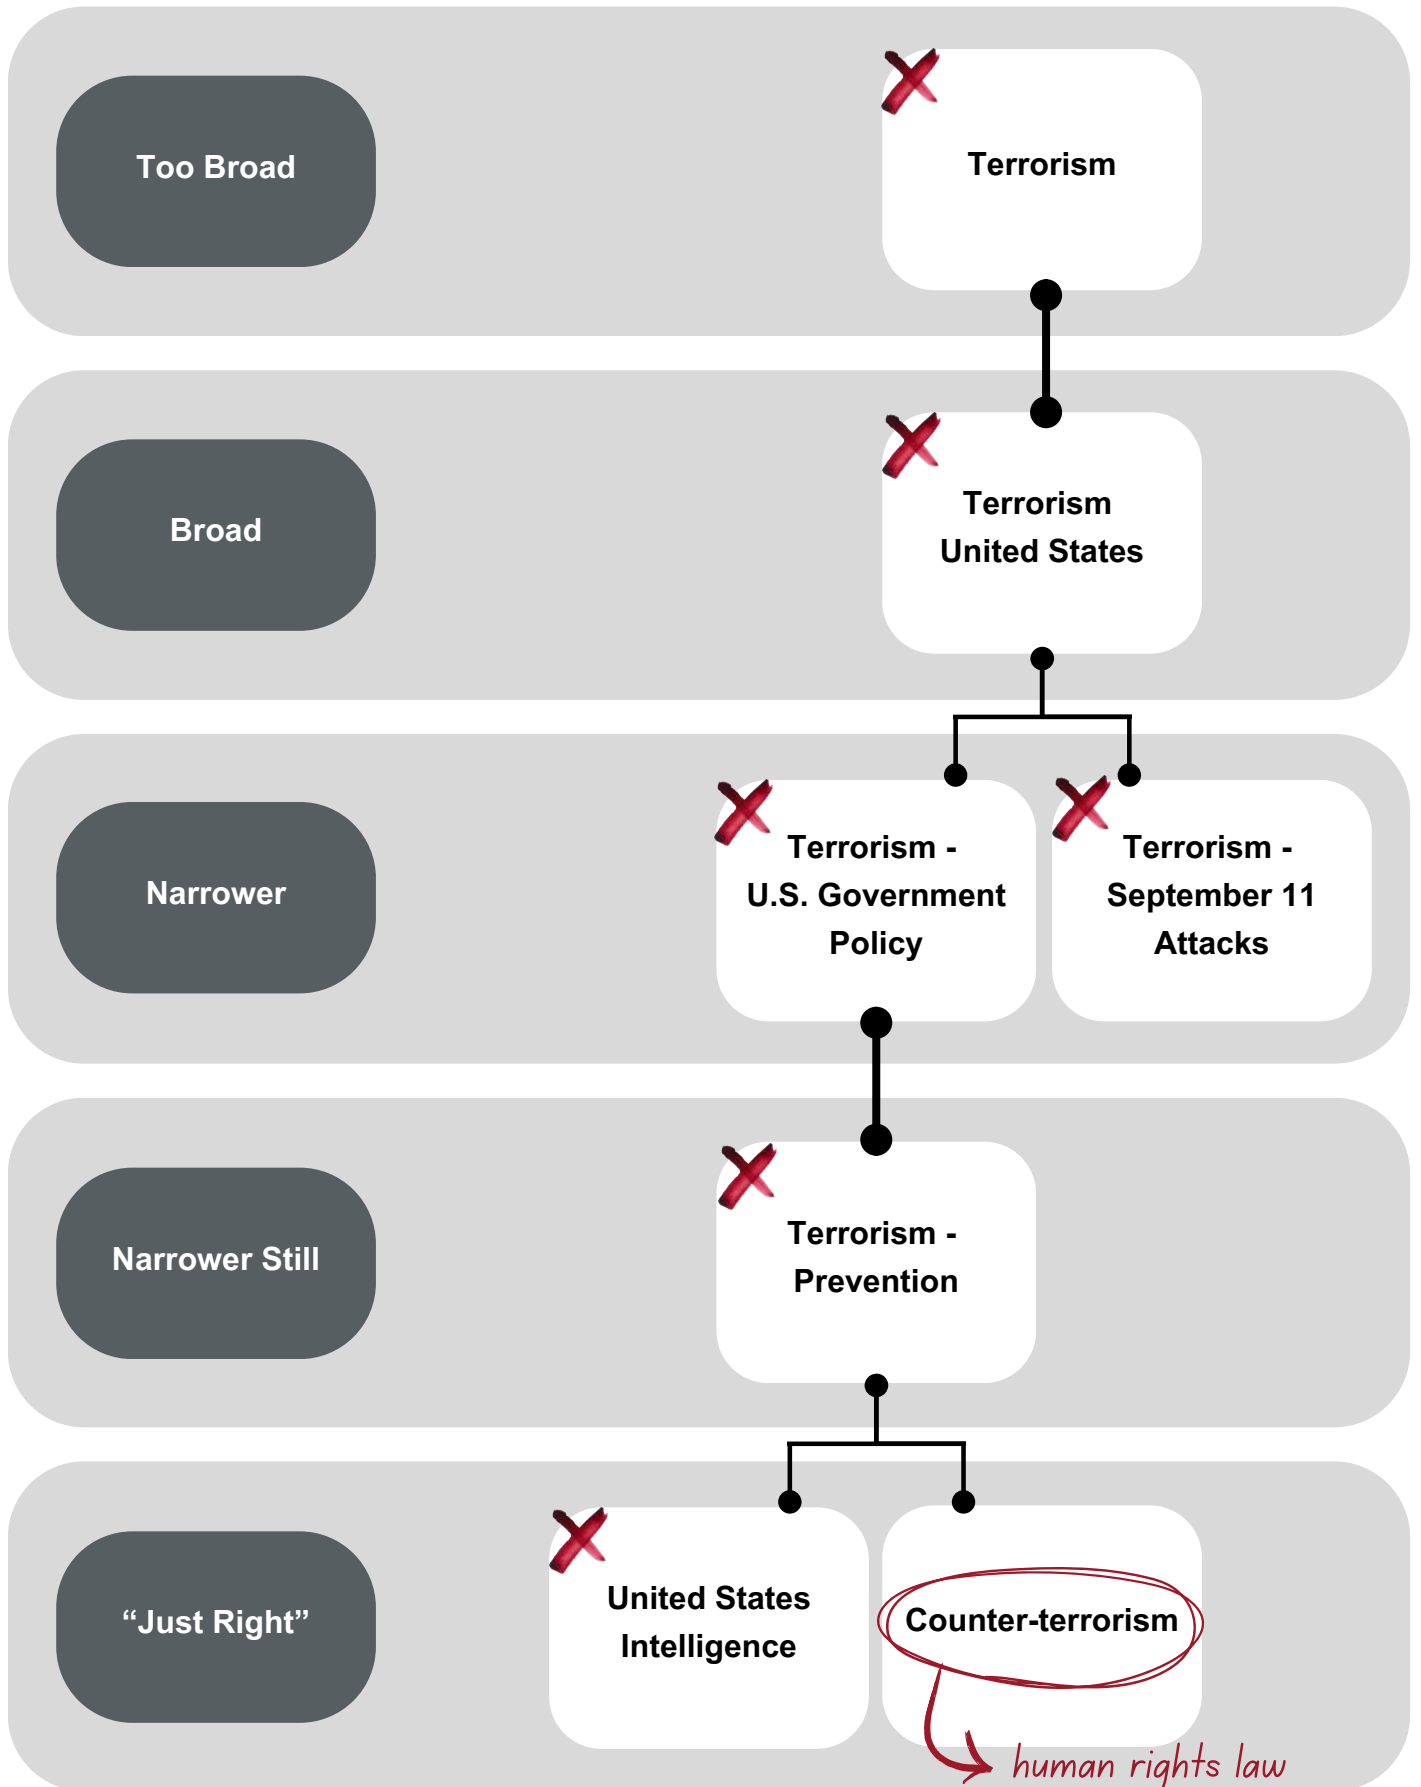 Too Broad
Terrorism
Broad
Terrorism
United States
Narrower
Terrorism -
U.S. Government
Policy
Terrorism -
September 11
Attacks
Narrower Still
Terrorism -
Prevention
“Just Right”
United States
Intelligence
Counter-terrorism
human rights law